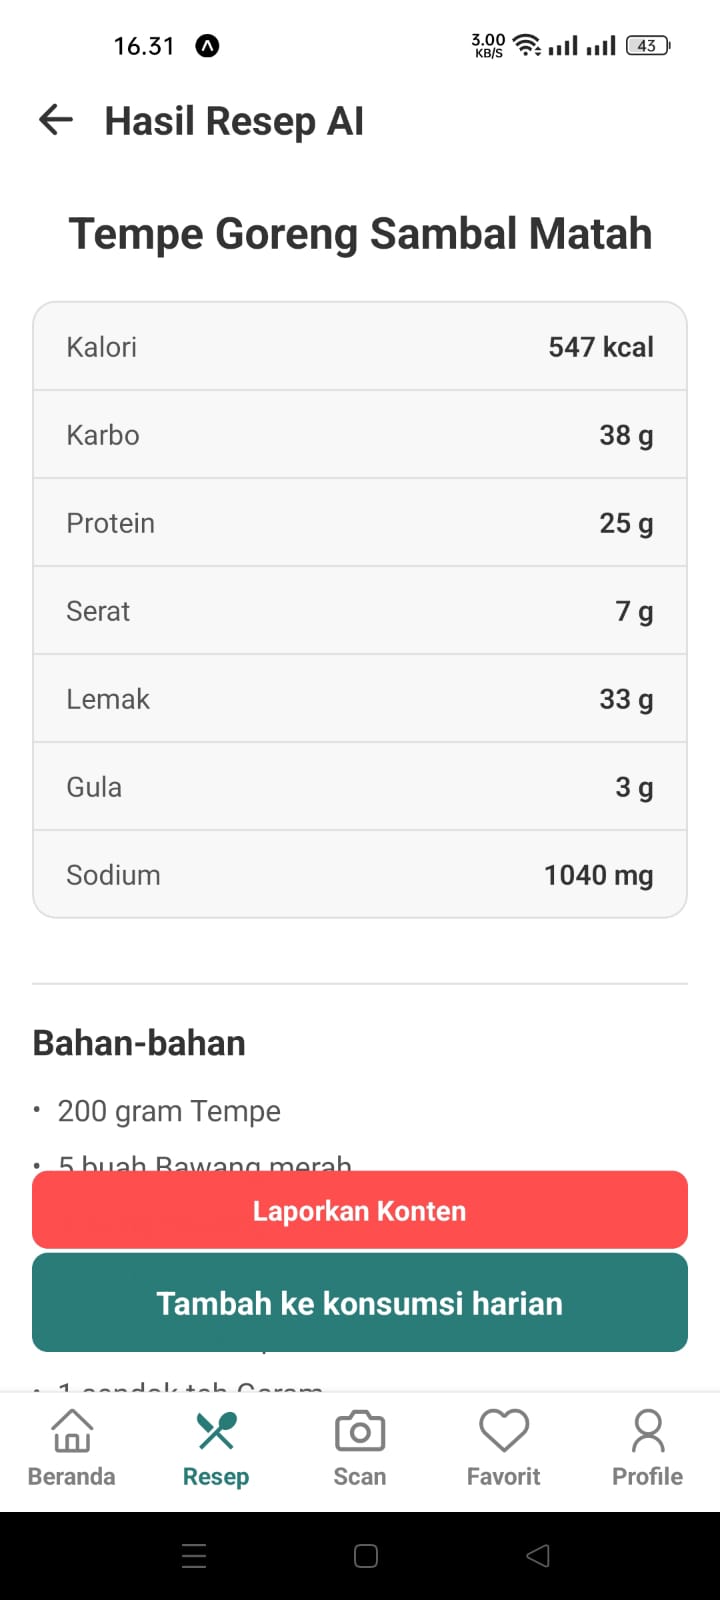 16.31
3.00
KB/S
43
Hasil Resep AI
Tempe Goreng Sambal Matah
Kalori 547 kcal
Karbo 38 g
Protein 25 g
Serat 7 g
Lemak 33 g
Gula 3 g
Sodium 1040 mg
Bahan-bahan
• 200 gram Tempe
• 5 buah Bawang merah
Laporkan Konten
Tambah ke konsumsi harian
• 1 sendok teh Garam
Beranda
Resep
Scan
Favorit
Profile